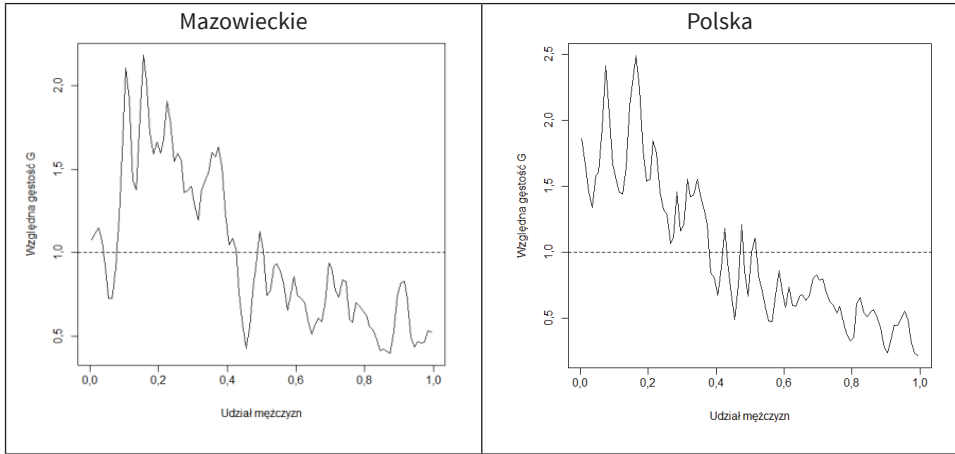 Mazowieckie
Względna gęstość G
2,0
1,5
1,0
0,5
0,0 0,2 0,4 0,6 0,8 1,0
Udział mężczyzn
Polska
Względna gęstość G
2,5
2,0
1,5
1,0
0,5
0,0 0,2 0,4 0,6 0,8 1,0
Udział mężczyzn